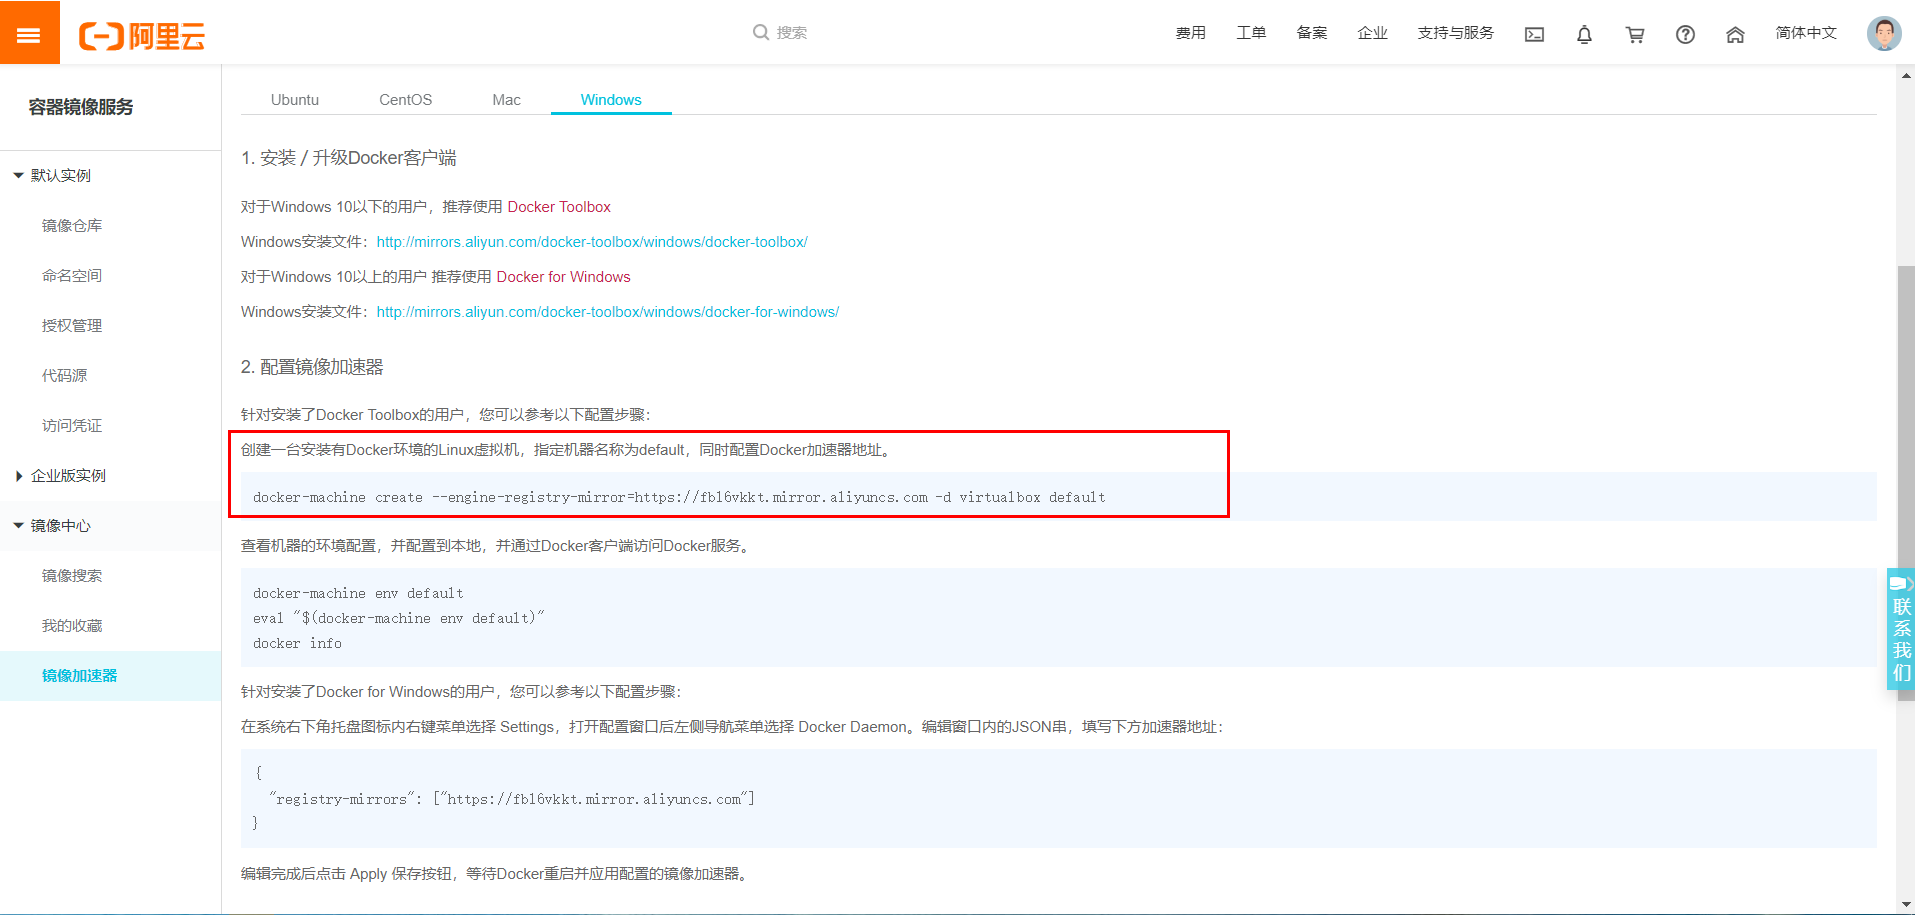 阿里云
搜索
费用 工单 备案 企业 支持与服务 简体中文
容器镜像服务
默认实例
镜像仓库
命名空间
授权管理
代码源
访问凭证
企业版实例
镜像中心
镜像搜索
我的收藏
镜像加速器
Ubuntu CentOS Mac Windows
1. 安装 / 升级Docker客户端
对于Windows 10以下的用户，推荐使用 Docker Toolbox
Windows安装文件：http://mirrors.aliyun.com/docker-toolbox/windows/docker-toolbox/
对于Windows 10以上的用户 推荐使用 Docker for Windows
Windows安装文件：http://mirrors.aliyun.com/docker-toolbox/windows/docker-for-windows/
2. 配置镜像加速器
针对安装了Docker Toolbox的用户，您可以参考以下配置步骤：
创建一台安装有Docker环境的Linux虚拟机，指定机器名称为default，同时配置Docker加速器地址。
docker-machine create --engine-registry-mirror=https://fbl6vkkt.mirror.aliyuncs.com -d virtualbox default
查看机器的环境配置，并配置到本地，并通过Docker客户端访问Docker服务。
docker-machine env default
eval "$(docker-machine env default)"
docker info
针对安装了Docker for Windows的用户，您可以参考以下配置步骤：
在系统右下角托盘图标内右键菜单选择 Settings，打开配置窗口后左侧导航菜单选择 Docker Daemon。编辑窗口内的JSON串，填写下方加速器地址：
{
"registry-mirrors": ["https://fbl6vkkt.mirror.aliyuncs.com"]
}
编辑完成后点击 Apply 保存按钮，等待Docker重启并应用配置的镜像加速器。
联系我们